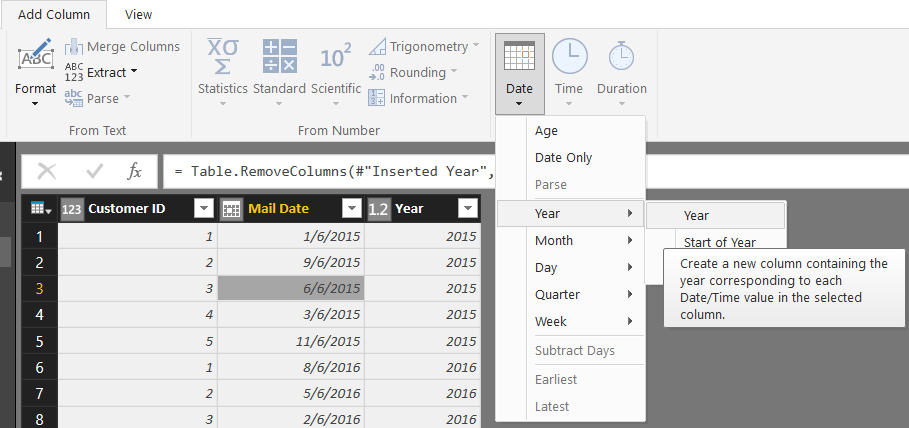 Add Column View
Merge Columns
ABC
ABC
123
Extract
Format
abc
Parse
From Text
XΟƒ
Σ
Statistics
Standard
10²
Scientific
Trigonometry
.00
.0
Rounding
Information
From Number
Date
Time
Duration
fx
= Table.RemoveColumns(#"Inserted Year",
Age
Date Only
Parse
Year
Month
Day
Quarter
Week
Subtract Days
Earliest
Latest
Year
Start of Year
Create a new column containing the
year corresponding to each
Date/Time value in the selected
column.
123 Customer ID Mail Date 1.2 Year
1 1 1/6/2015 2015
2 2 9/6/2015 2015
3 3 6/6/2015 2015
4 4 3/6/2015 2015
5 5 11/6/2015 2015
6 1 8/6/2016 2016
7 2 5/6/2016 2016
8 3 2/6/2016 2016